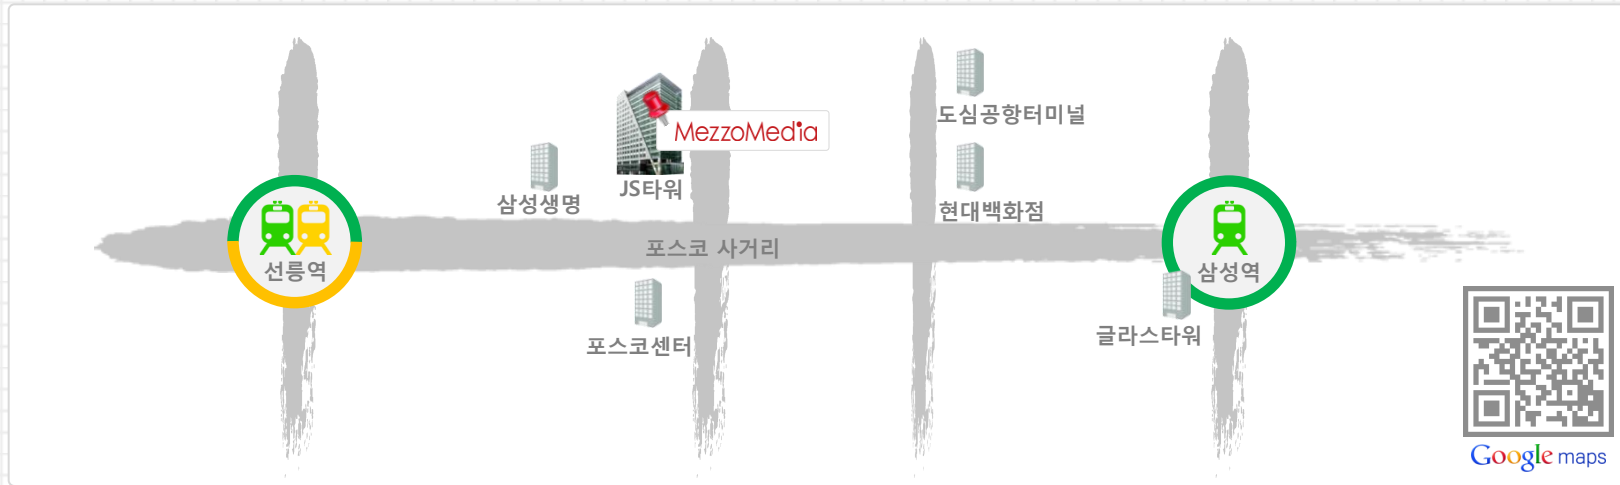 도심공항터미널
MezzoMedia
JS타워
삼성생명
현대백화점
포스코 사거리
선릉역
삼성역
글라스타워
포스코센터
Google maps